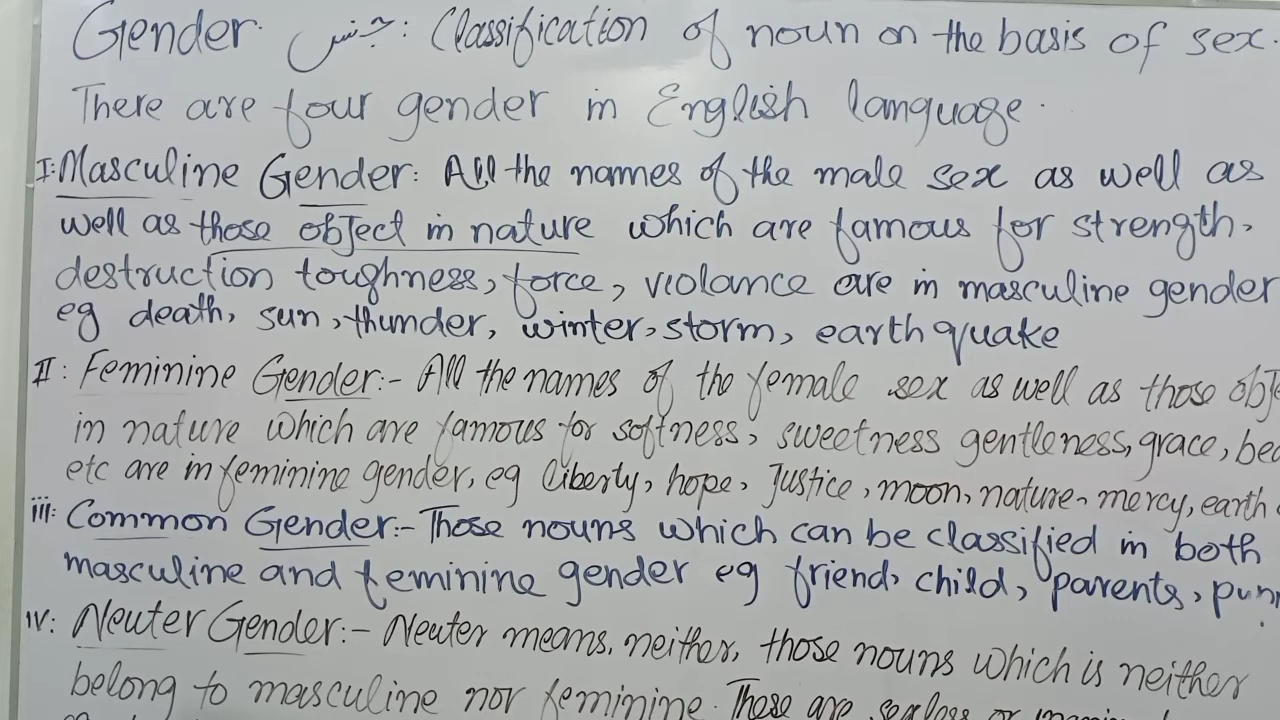 Gender. جنس: Classification of noun on the basis of sex.
There are four gender in English language.
I: Masculine Gender: All the names of the male sex as well as
well as those object in nature which are famous for strength,
destruction toughness, force, violance are in masculine gender
eg death, sun, thunder, winter, storm, earthquake
II: Feminine Gender:- All the names of the female sex as well as those
in nature which are famous for softness, sweetness gentleness, grace,
etc are in feminine gender, eg liberty, hope, Justice, moon, nature, mercy, earth
iii: Common Gender:- Those nouns which can be classified in both
masculine and feminine gender eg friend, child, parents,
IV: Neuter Gender:- Neuter means, neither, those nouns which is neither
belong to masculine nor feminine. These are sexless or